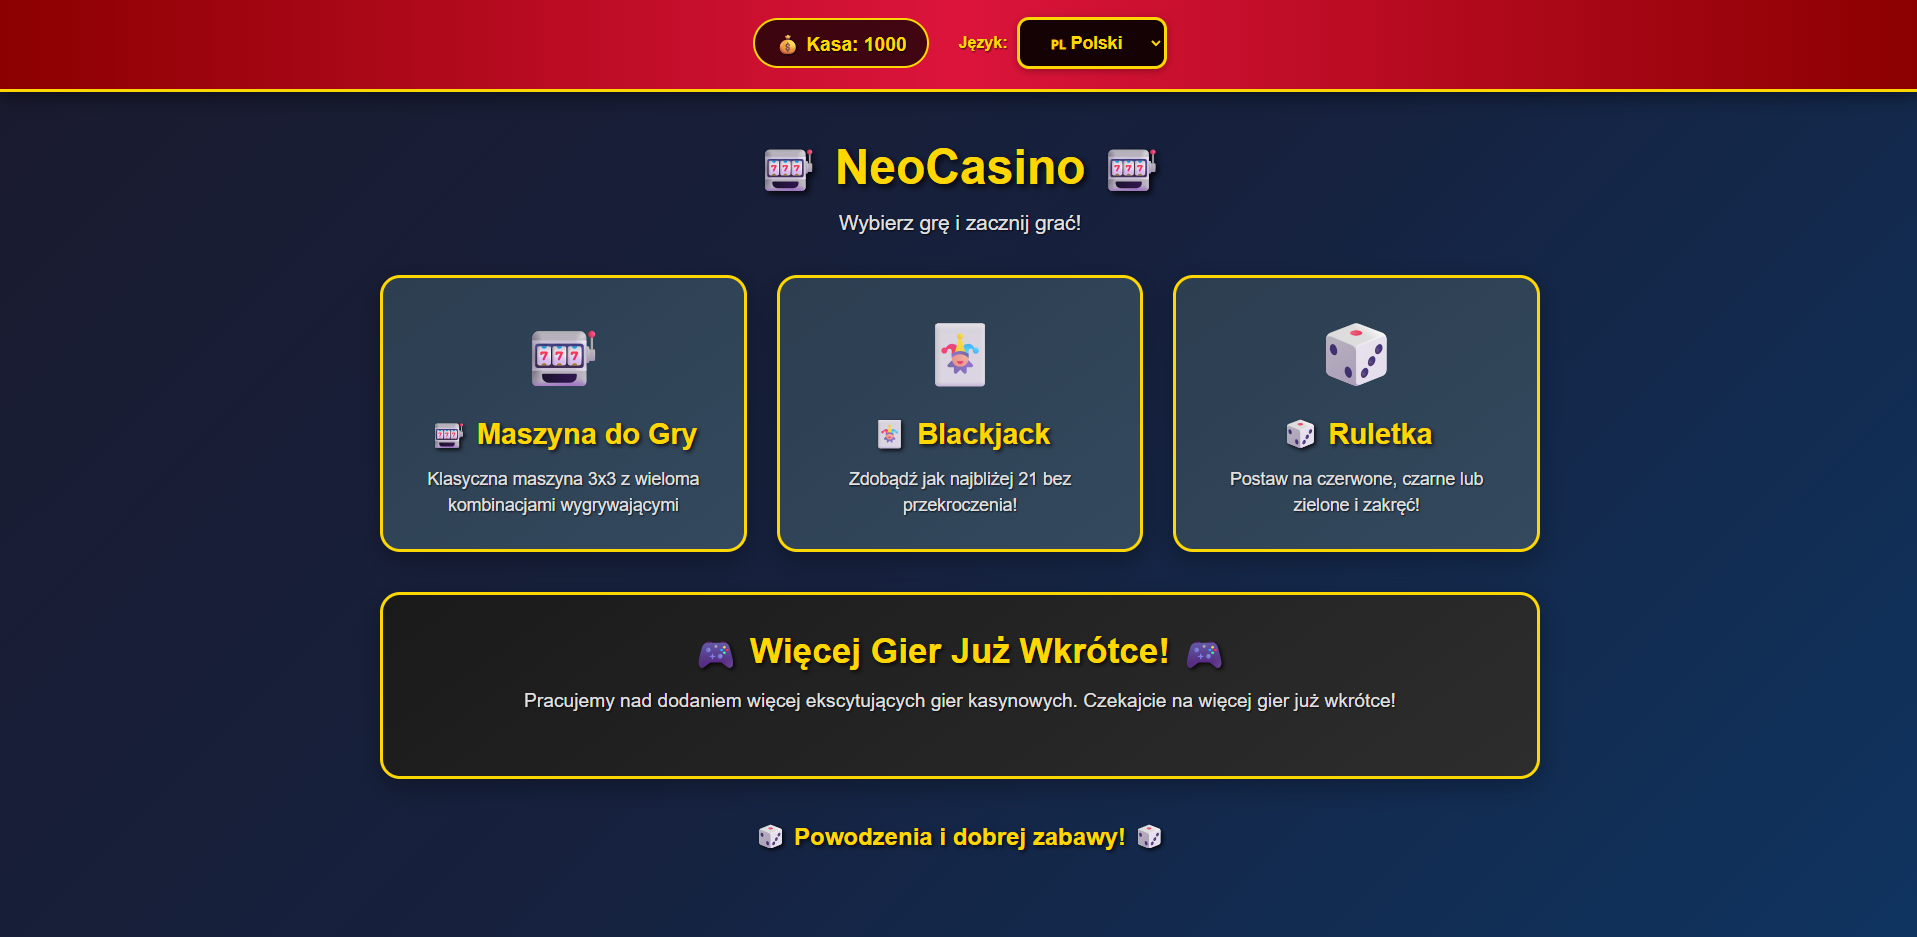 Kasa: 1000
Język:
PL Polski
NeoCasino
Wybierz grę i zacznij grać!
777
Maszyna do Gry
Klasyczna maszyna 3x3 z wieloma
kombinacjami wygrywającymi
Blackjack
Zdobądź jak najbliżej 21 bez
przekroczenia!
Ruletka
Postaw na czerwone, czarne lub
zielone i zakręć!
Więcej Gier Już Wkrótce!
Pracujemy nad dodaniem więcej ekscytujących gier kasynowych. Czekajcie na więcej gier już wkrótce!
Powodzenia i dobrej zabawy!